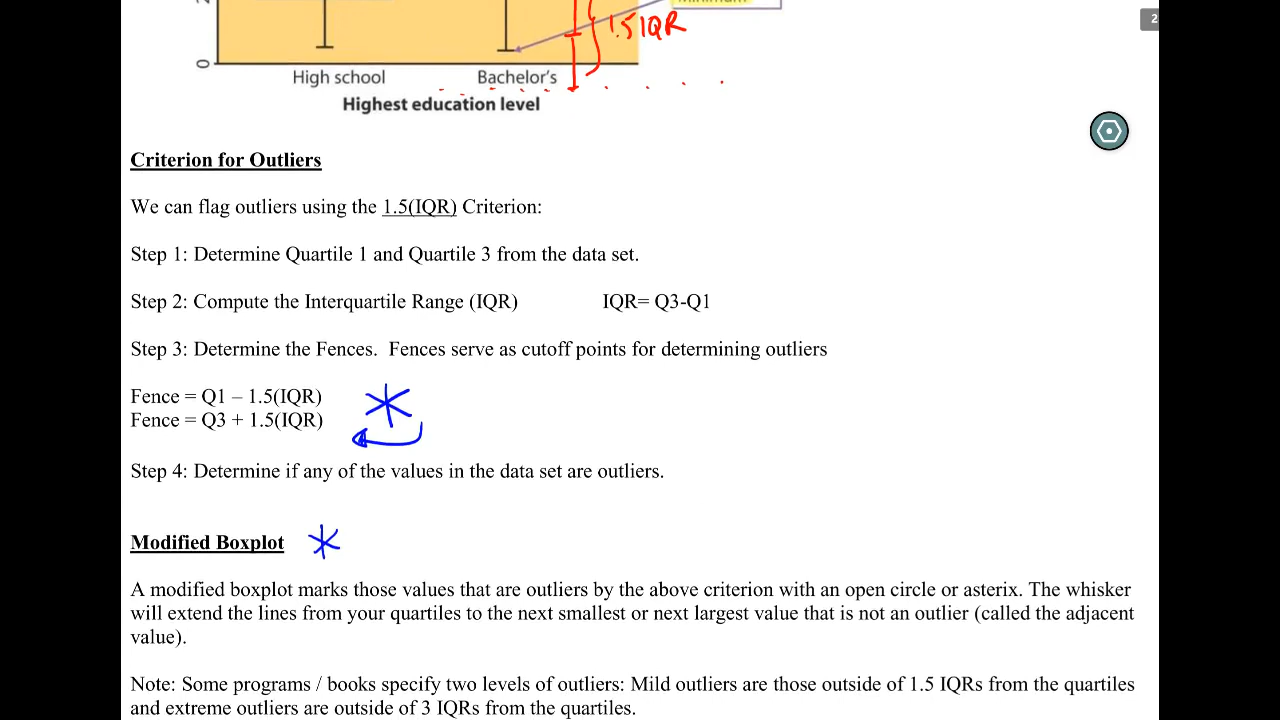 1.5 IQR
2
0
High school Bachelor's
Highest education level
Criterion for Outliers
We can flag outliers using the 1.5(IQR) Criterion:
Step 1: Determine Quartile 1 and Quartile 3 from the data set.
Step 2: Compute the Interquartile Range (IQR) IQR= Q3-Q1
Step 3: Determine the Fences. Fences serve as cutoff points for determining outliers
Fence = Q1 – 1.5(IQR)
Fence = Q3 + 1.5(IQR)
Step 4: Determine if any of the values in the data set are outliers.
Modified Boxplot
A modified boxplot marks those values that are outliers by the above criterion with an open circle or asterix. The whisker
will extend the lines from your quartiles to the next smallest or next largest value that is not an outlier (called the adjacent
value).
Note: Some programs / books specify two levels of outliers: Mild outliers are those outside of 1.5 IQRs from the quartiles
and extreme outliers are outside of 3 IQRs from the quartiles.